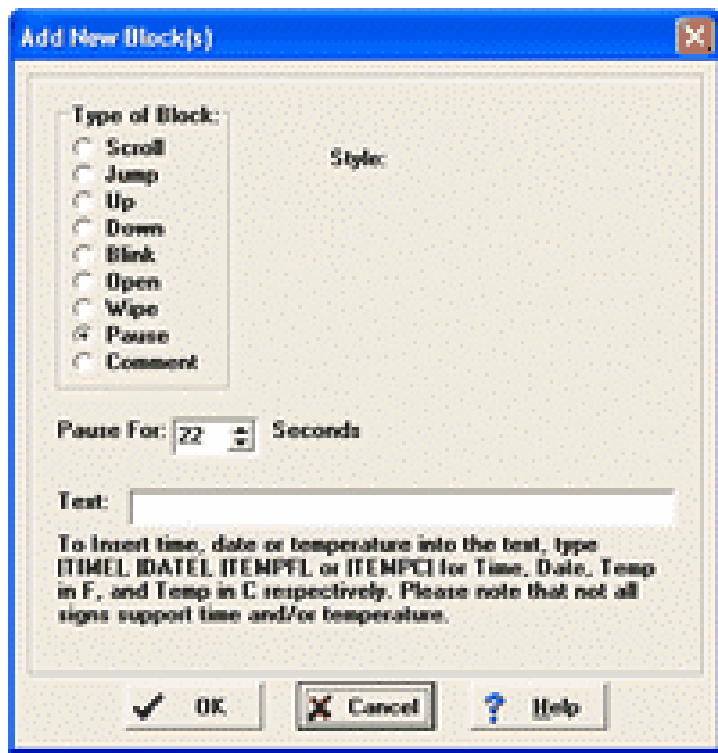 Add New Block(s)
Type of Block:
Scroll
Jump
Up
Down
Blink
Open
Wipe
Pause
Comment
Style:
Pause For: 22 Seconds
Text:
To Insert time, date or temperature into the text, type
[TIME], [DATE], [TEMPF], or [TEMPC] for Time, Date, Temp
in F, and Temp in C respectively. Please note that not all
signs support time and/or temperature.
OK
Cancel
Help